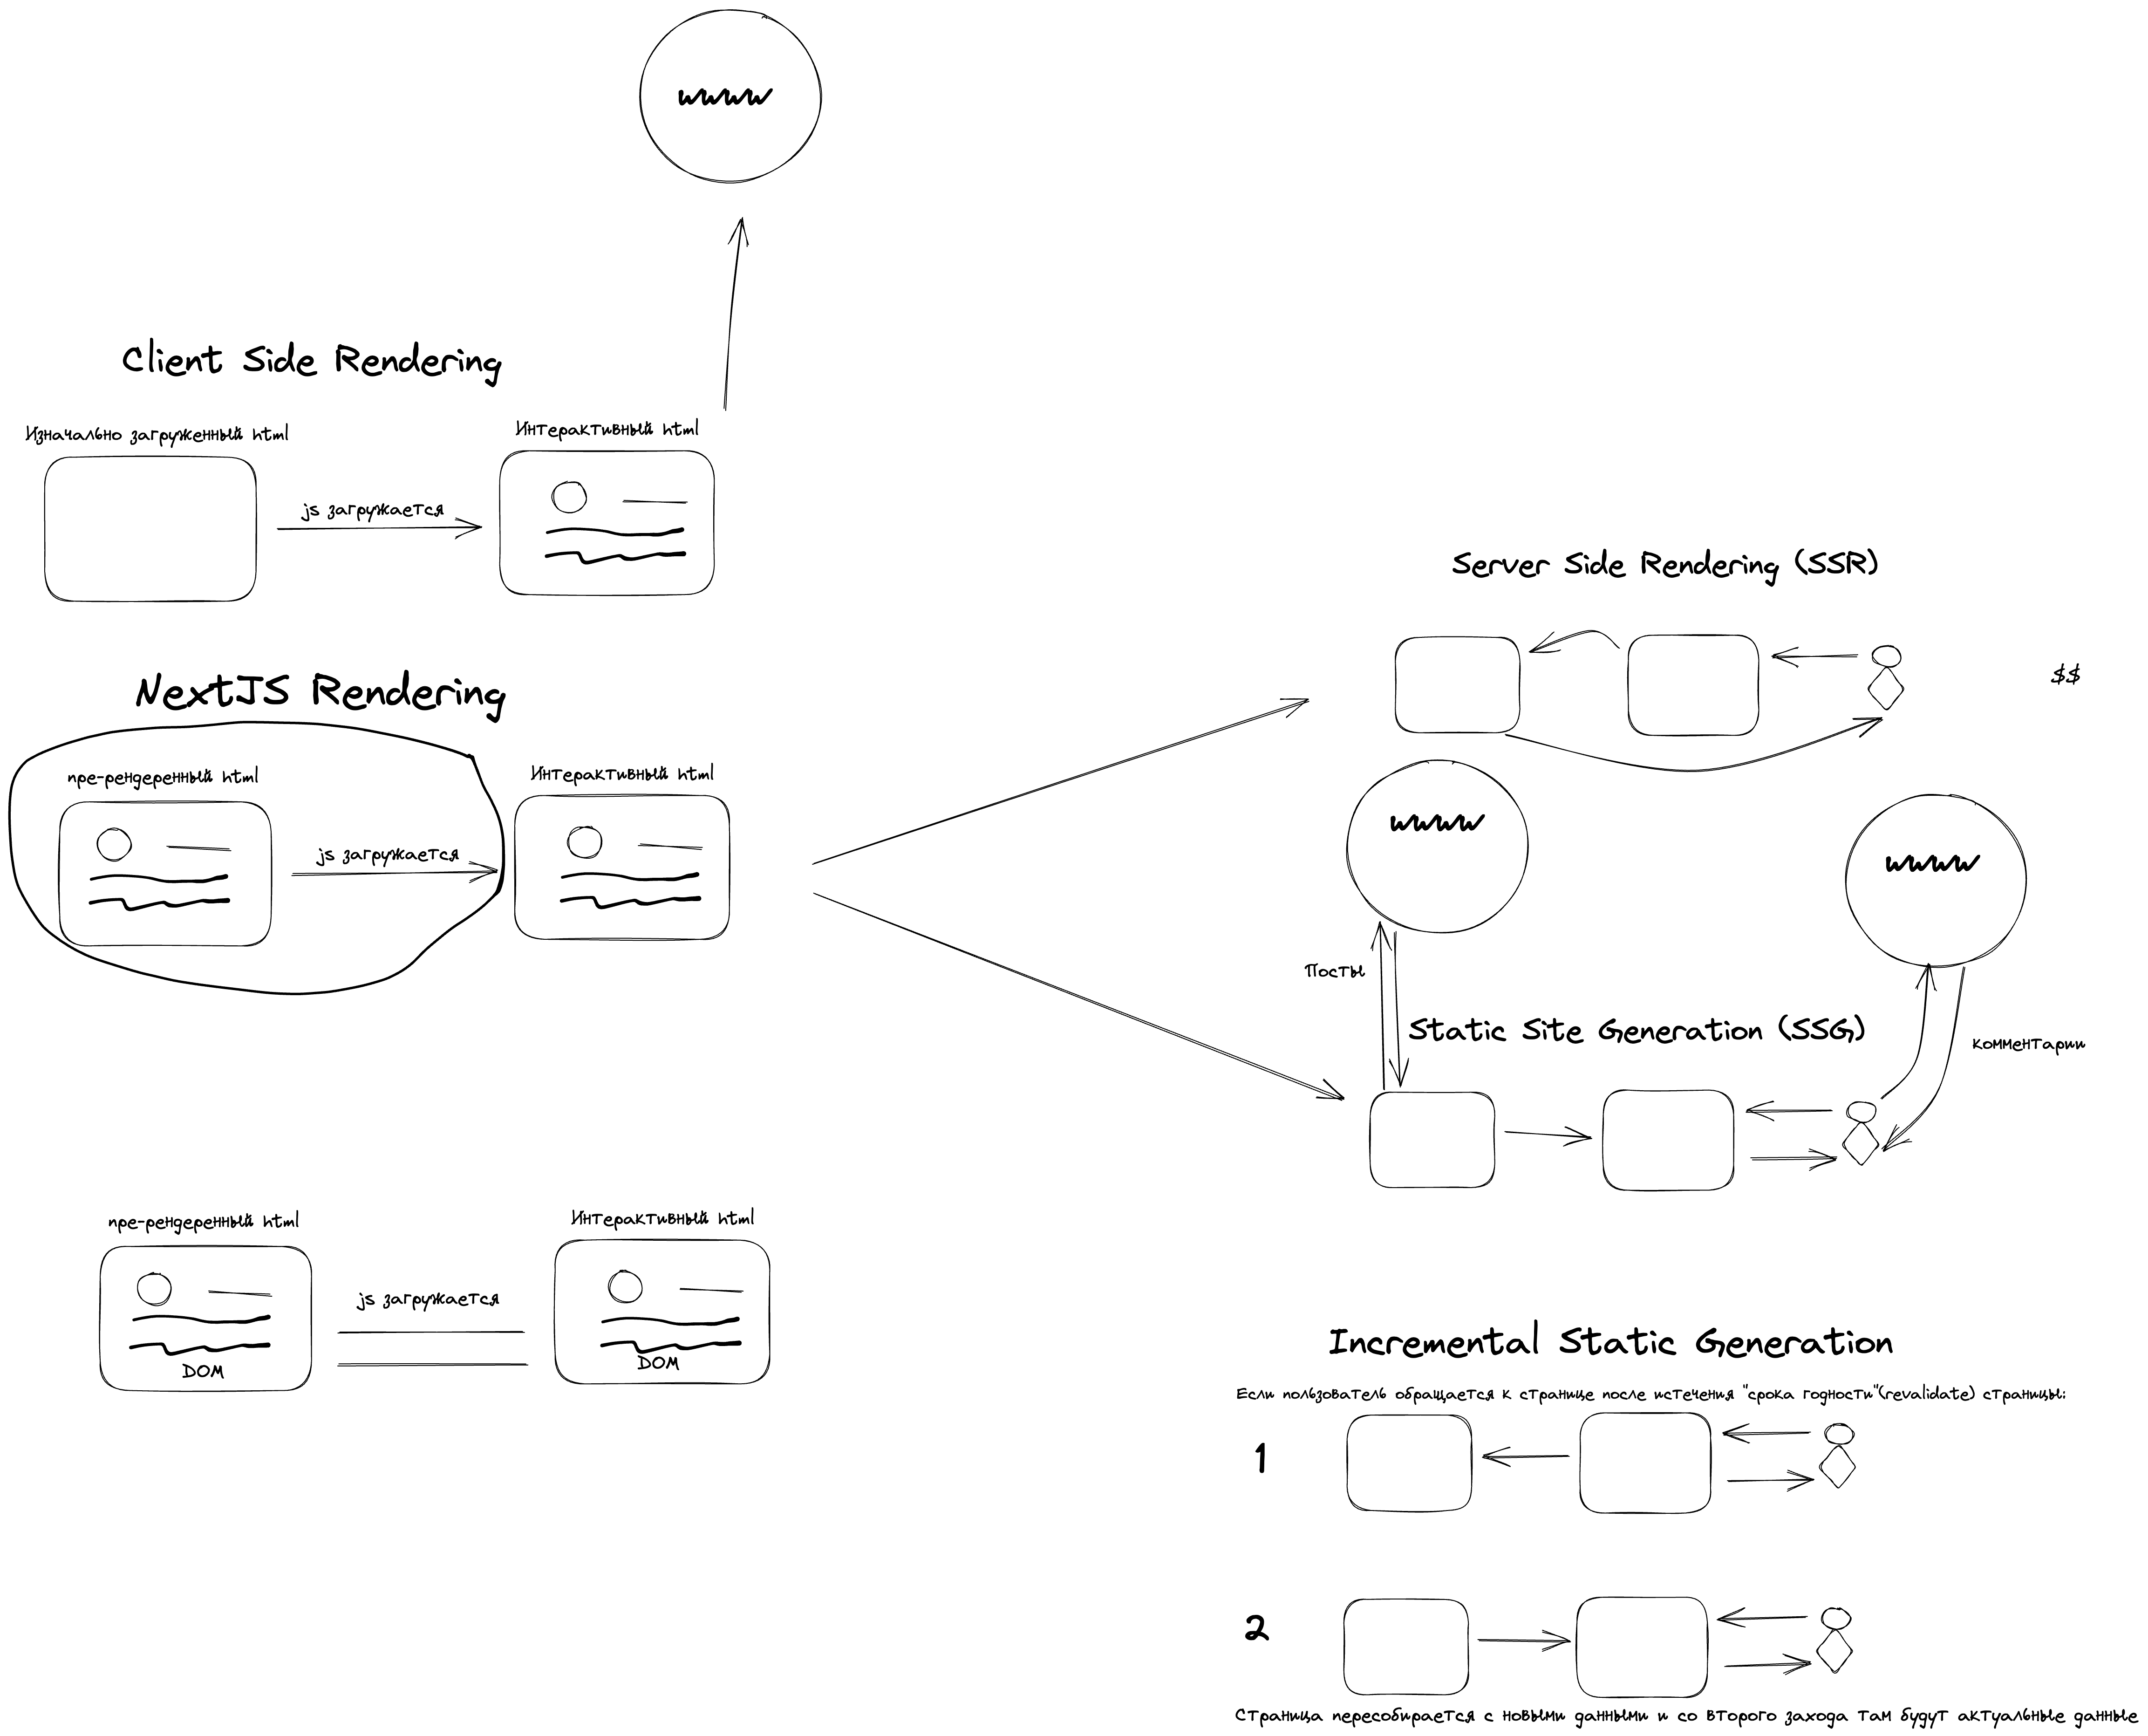 wwww
Client Side Rendering
Изначально загруженный html
Интерактивный html
js загружается
NextJS Rendering
пре-рендеренный html
Интерактивный html
js загружается
пре-рендеренный html
Интерактивный html
js загружается
DOM
DOM
Server Side Rendering (SSR)
$$
wwww
wwww
Посты
Static Site Generation (SSG)
комментарии
Incremental Static Generation
Если пользователь обращается к странице после истечения "срока годности"(revalidate) страницы:
1
2
Страница пересобирается с новыми данными и со второго захода там будут актуальные данные